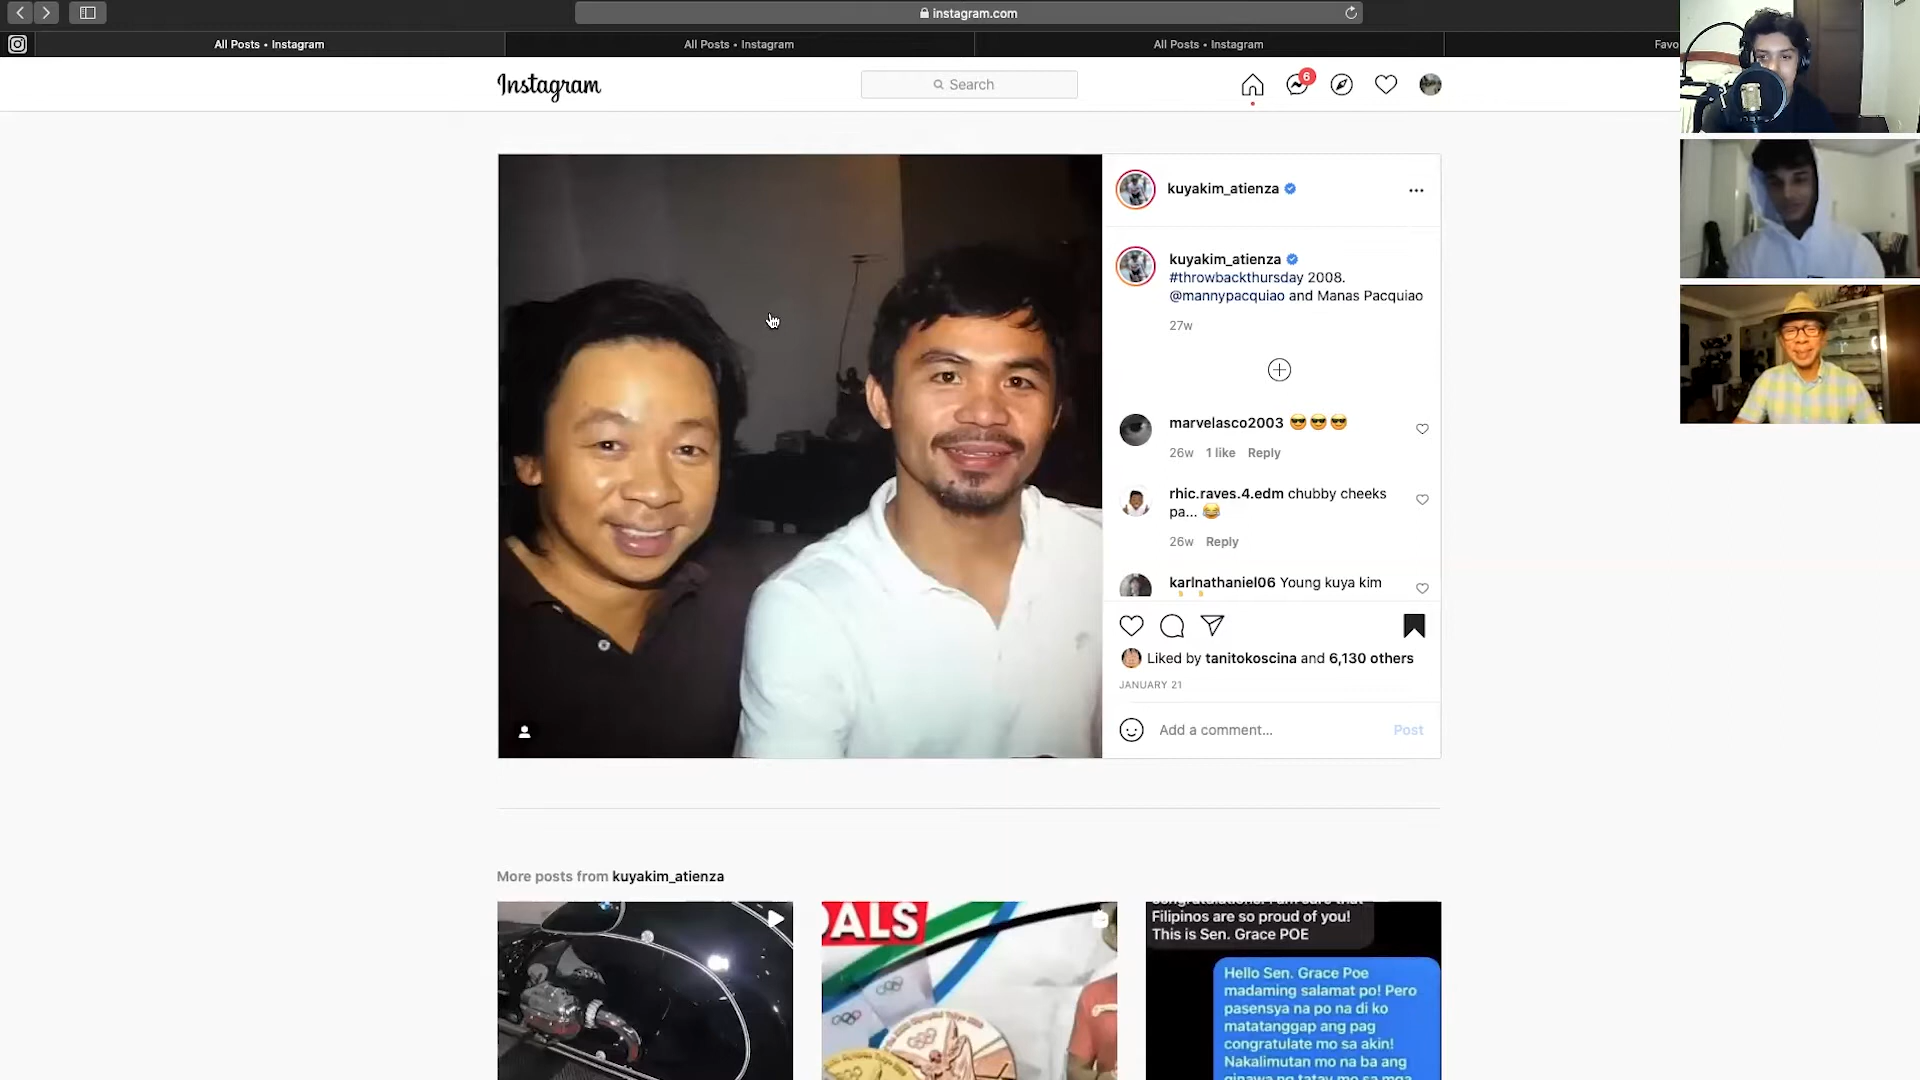 instagram.com
All Posts • Instagram
All Posts • Instagram
All Posts • Instagram
Favo
Instagram
Search
6
kuyakim_atienza
kuyakim_atienza
#throwbackthursday 2008.
@mannypacquiao and Manas Pacquiao
27w
marvelasco2003 😎😎😎
26w 1 like Reply
rhic.raves.4.edm chubby cheeks
pa... 😂
26w Reply
karlnathaniel06 Young kuya kim
Liked by tanitokoscina and 6,130 others
JANUARY 21
Add a comment...
Post
More posts from kuyakim_atienza
DALS
Filipinos are so proud of you!
This is Sen. Grace POE
Hello Sen. Grace Poe
madaming salamat po! Pero
pasensya na po na di ko
matatanggap ang pag
congratulate mo sa akin!
Nakalimutan mo na ba ang